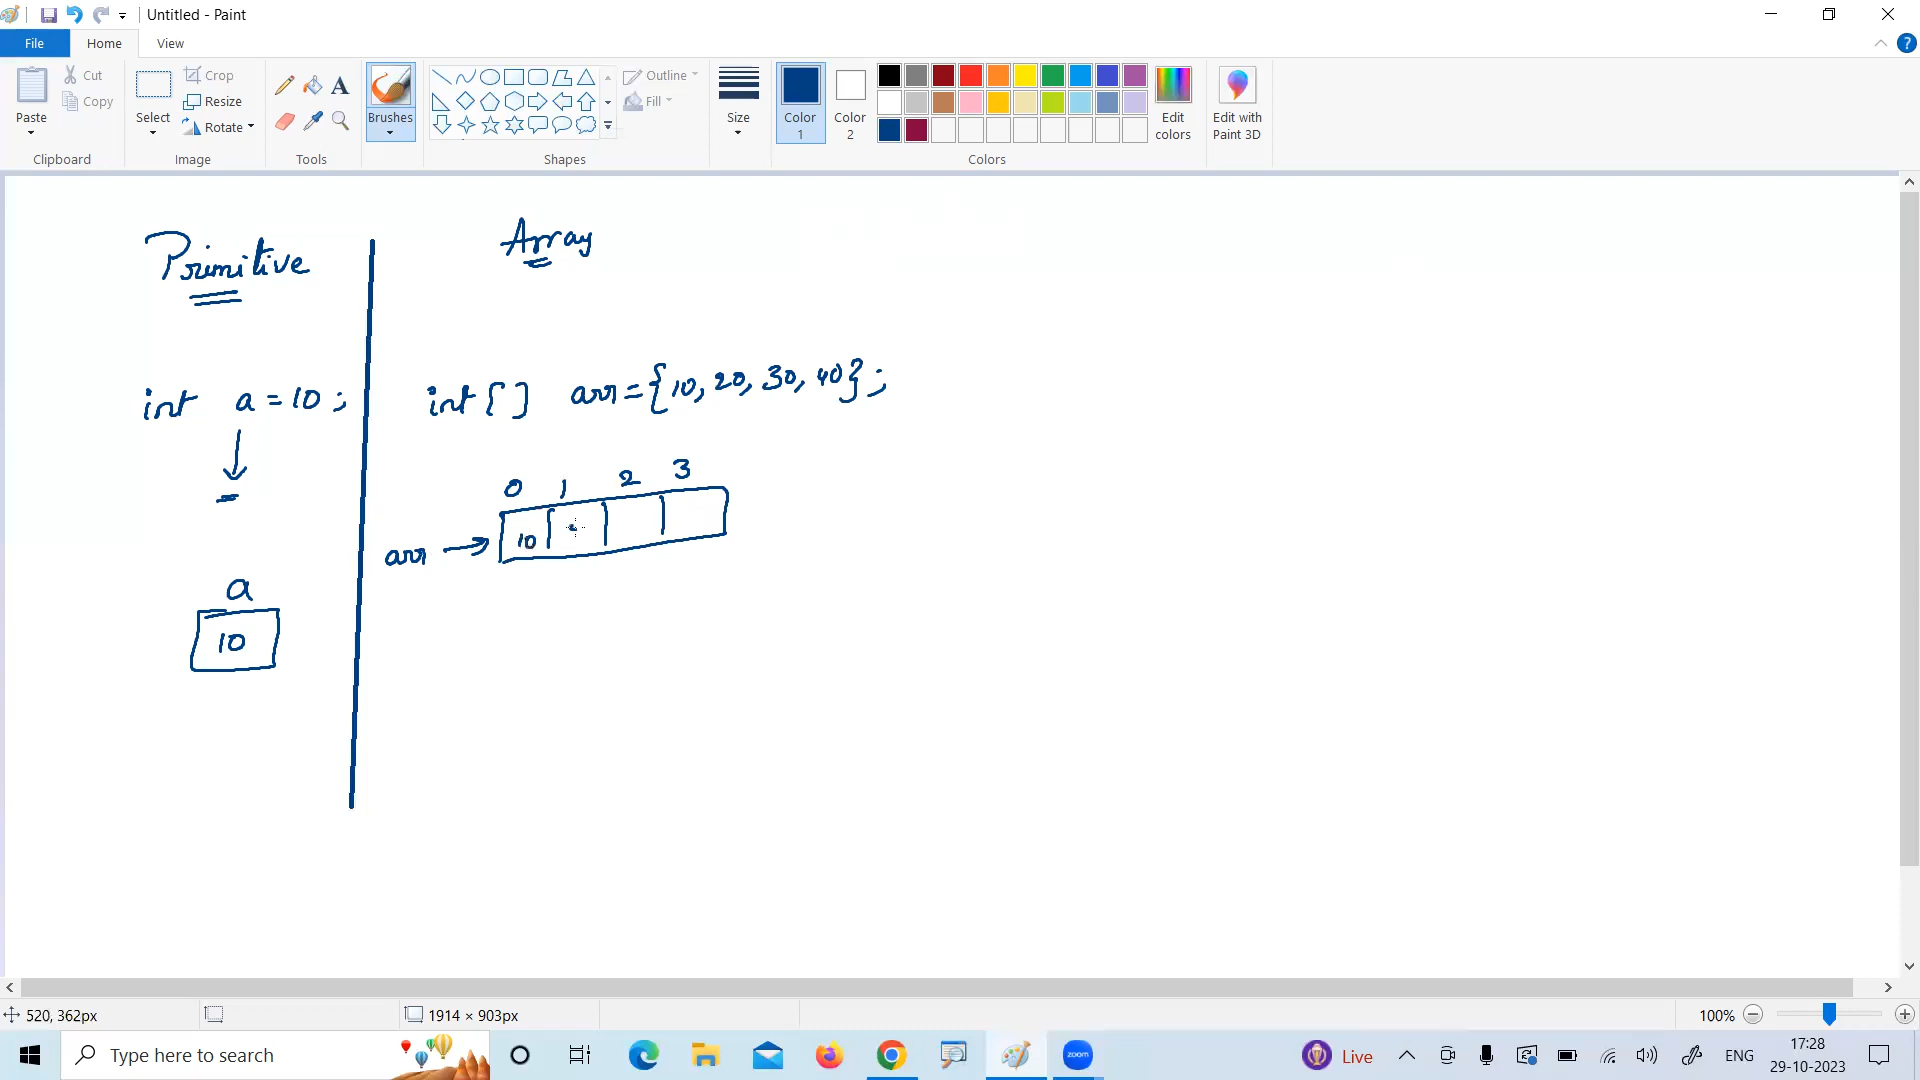 Untitled - Paint
File
Home
View
Paste
Cut
Copy
Clipboard
Select
Crop
Resize
Rotate
Image
A
Tools
Brushes
Outline
Fill
Shapes
Size
Color 1
Color 2
Edit colors
Colors
Edit with Paint 3D
?
Primitive
int a = 10 ;
a
10
Array
int [ ] arr = {10, 20, 30, 40} ;
0 1 2 3
arr
10
520, 362px
1914 × 903px
100%
Type here to search
zoom
Live
ENG
17:28
29-10-2023